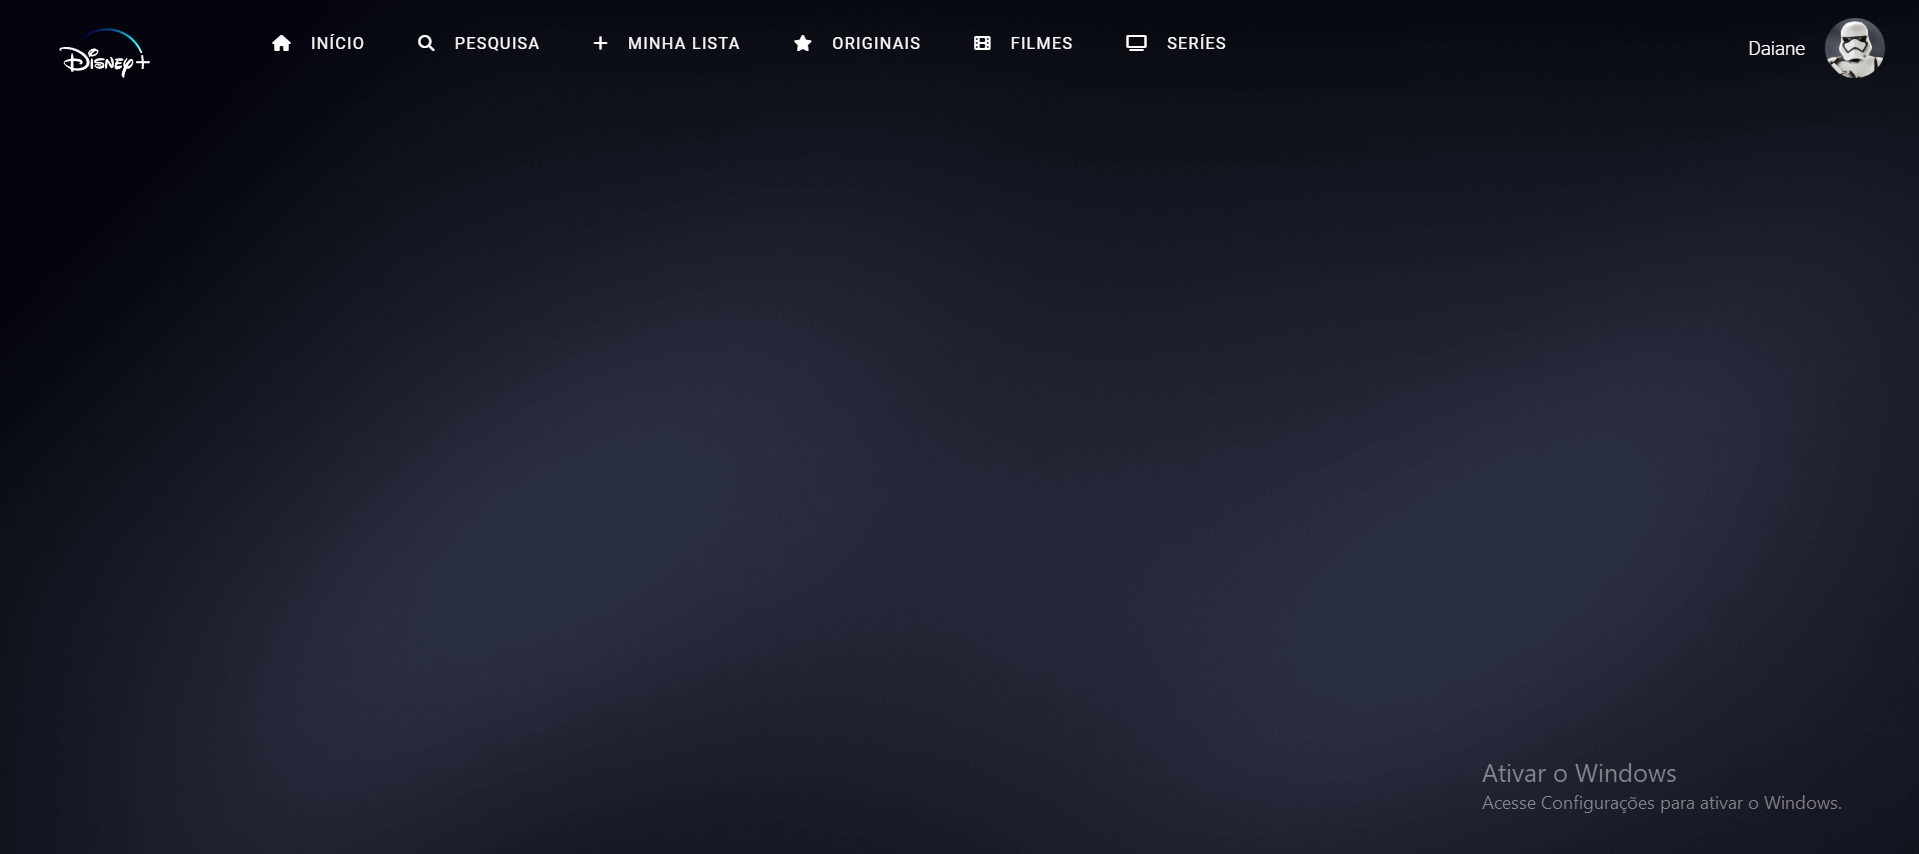 Disney+
INÍCIO
PESQUISA
MINHA LISTA
ORIGINAIS
FILMES
SERÍES
Daiane
Ativar o Windows
Acesse Configurações para ativar o Windows.